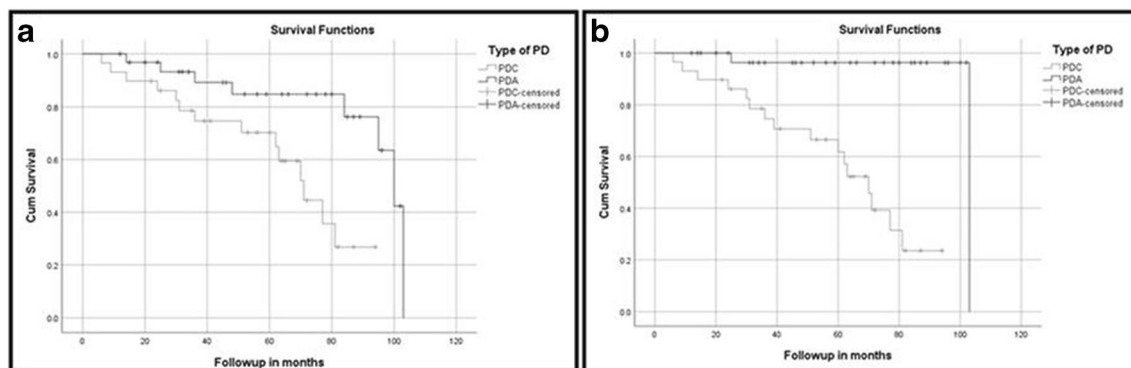 a
Survival Functions
Cum Survival
1.0
0.8
0.6
0.4
0.2
0.0
0 20 40 60 80 100 120
Followup in months
Type of PD
PDC
PDA
PDC-censored
PDA-censored
b
Survival Functions
Cum Survival
1.0
0.8
0.6
0.4
0.2
0.0
0 20 40 60 80 100 120
Followup in months
Type of PD
PDC
PDA
PDC-censored
PDA-censored